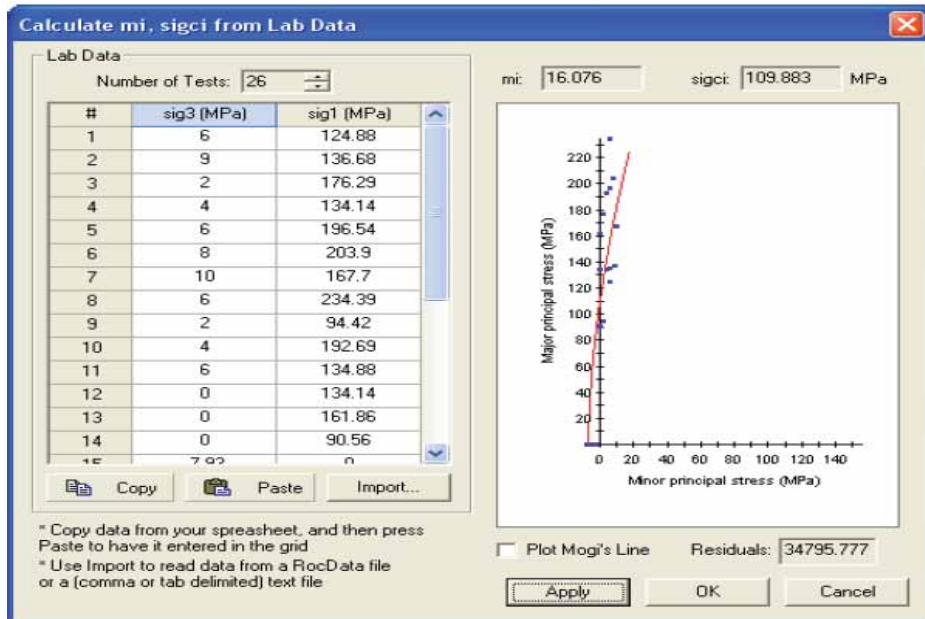 Calculate mi, sigci from Lab Data
Lab Data
Number of Tests: 26
# sig3 (MPa) sig1 (MPa)
1 6 124.88
2 9 136.68
3 2 176.29
4 4 134.14
5 6 196.54
6 8 203.9
7 10 167.7
8 6 234.39
9 2 94.42
10 4 192.69
11 6 134.88
12 0 134.14
13 0 161.86
14 0 90.56
15 7.92 0
Copy Paste Import...
* Copy data from your spreasheet, and then press
Paste to have it entered in the grid
* Use Import to read data from a RocData file
or a (comma or tab delimited) text file
mi: 16.076 sigci: 109.883 MPa
Major principal stress (MPa)
220
200
180
160
140
120
100
80
60
40
20
0 20 40 60 80 100 120 140
Minor principal stress (MPa)
Plot Mogi's Line Residuals: 34795.777
Apply OK Cancel